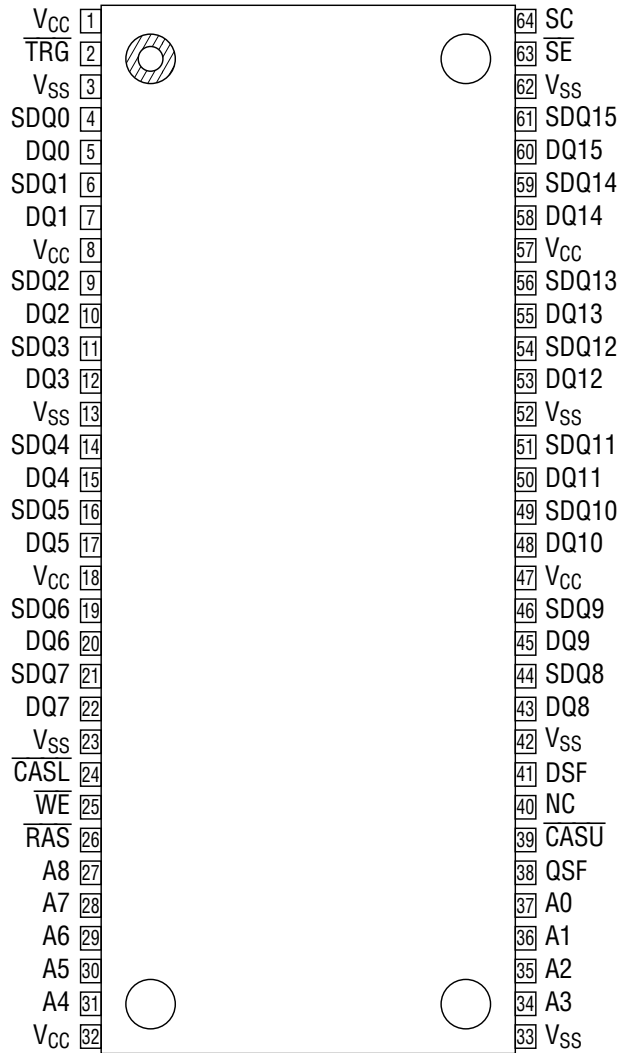 VCC 1 64 SC
TRG 2 63 SE
VSS 3 62 VSS
SDQ0 4 61 SDQ15
DQ0 5 60 DQ15
SDQ1 6 59 SDQ14
DQ1 7 58 DQ14
VCC 8 57 VCC
SDQ2 9 56 SDQ13
DQ2 10 55 DQ13
SDQ3 11 54 SDQ12
DQ3 12 53 DQ12
VSS 13 52 VSS
SDQ4 14 51 SDQ11
DQ4 15 50 DQ11
SDQ5 16 49 SDQ10
DQ5 17 48 DQ10
VCC 18 47 VCC
SDQ6 19 46 SDQ9
DQ6 20 45 DQ9
SDQ7 21 44 SDQ8
DQ7 22 43 DQ8
VSS 23 42 VSS
CASL 24 41 DSF
WE 25 40 NC
RAS 26 39 CASU
A8 27 38 QSF
A7 28 37 A0
A6 29 36 A1
A5 30 35 A2
A4 31 34 A3
VCC 32 33 VSS